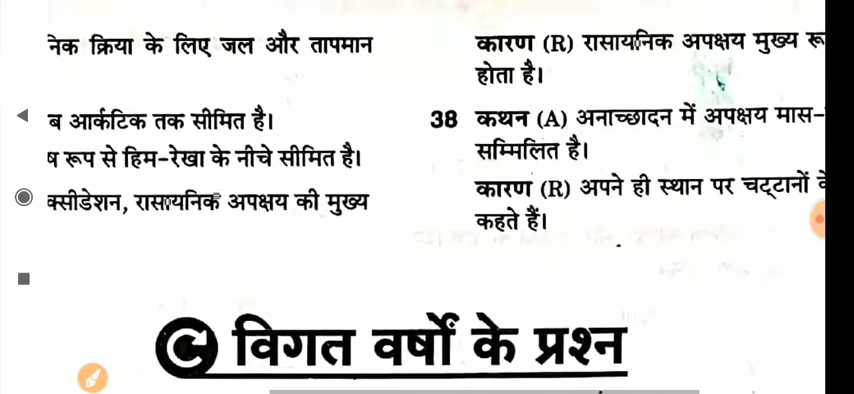 नेक क्रिया के लिए जल और तापमान
ब आर्कटिक तक सीमित है।
ष रूप से हिम-रेखा के नीचे सीमित है।
क्सीडेशन, रासायनिक अपक्षय की मुख्य
कारण (R) रासायनिक अपक्षय मुख्य रू
होता है।
38 कथन (A) अनाच्छादन में अपक्षय मास-
सम्मिलित है।
कारण (R) अपने ही स्थान पर चट्टानों के
कहते हैं।
C विगत वर्षों के प्रश्न